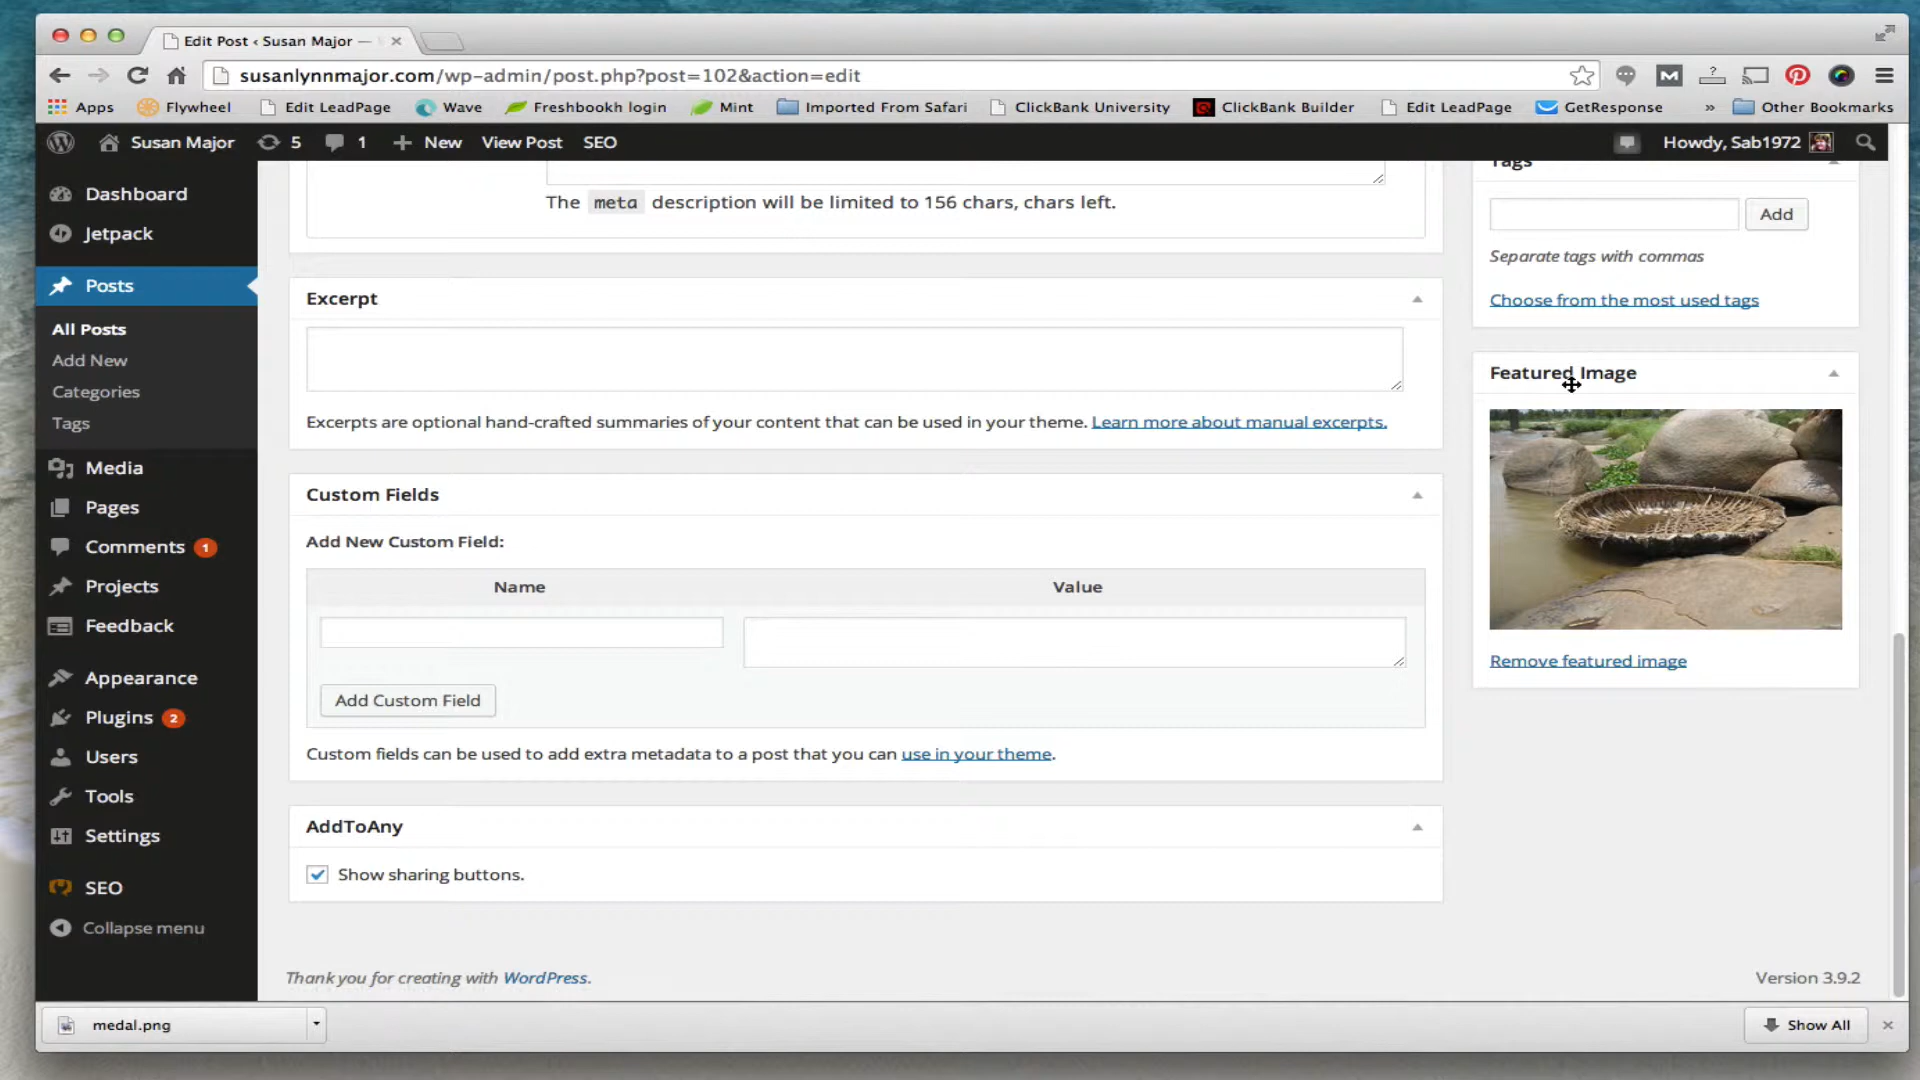 Edit Post ‹ Susan Major —
susanlynnmajor.com/wp-admin/post.php?post=102&action=edit
Apps Flywheel Edit LeadPage Wave Freshbookh login Mint Imported From Safari ClickBank University ClickBank Builder Edit LeadPage GetResponse » Other Bookmarks
Susan Major 5 1 New View Post SEO Howdy, Sab1972
Dashboard
Jetpack
Posts
All Posts
Add New
Categories
Tags
Media
Pages
Comments 1
Projects
Feedback
Appearance
Plugins 2
Users
Tools
Settings
SEO
Collapse menu
The meta description will be limited to 156 chars, chars left.
Excerpt
Excerpts are optional hand-crafted summaries of your content that can be used in your theme. Learn more about manual excerpts.
Custom Fields
Add New Custom Field:
Name Value
Add Custom Field
Custom fields can be used to add extra metadata to a post that you can use in your theme.
AddToAny
Show sharing buttons.
Tags
Add
Separate tags with commas
Choose from the most used tags
Featured Image
Remove featured image
Thank you for creating with WordPress.
Version 3.9.2
medal.png
Show All